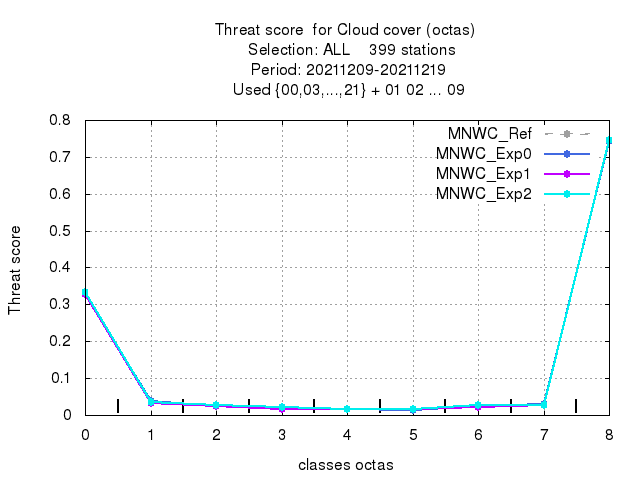 Threat score  for Cloud cover (octas)
Selection: ALL    399 stations
Period: 20211209-20211219
Used {00,03,...,21} + 01 02 ... 09
Threat score
0.8
0.7
0.6
0.5
0.4
0.3
0.2
0.1
0
MNWC_Ref
MNWC_Exp0
MNWC_Exp1
MNWC_Exp2
0 1 2 3 4 5 6 7 8
classes octas